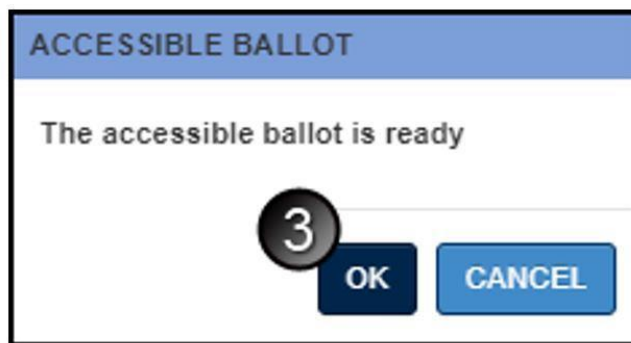 ACCESSIBLE BALLOT
The accessible ballot is ready
3
OK CANCEL